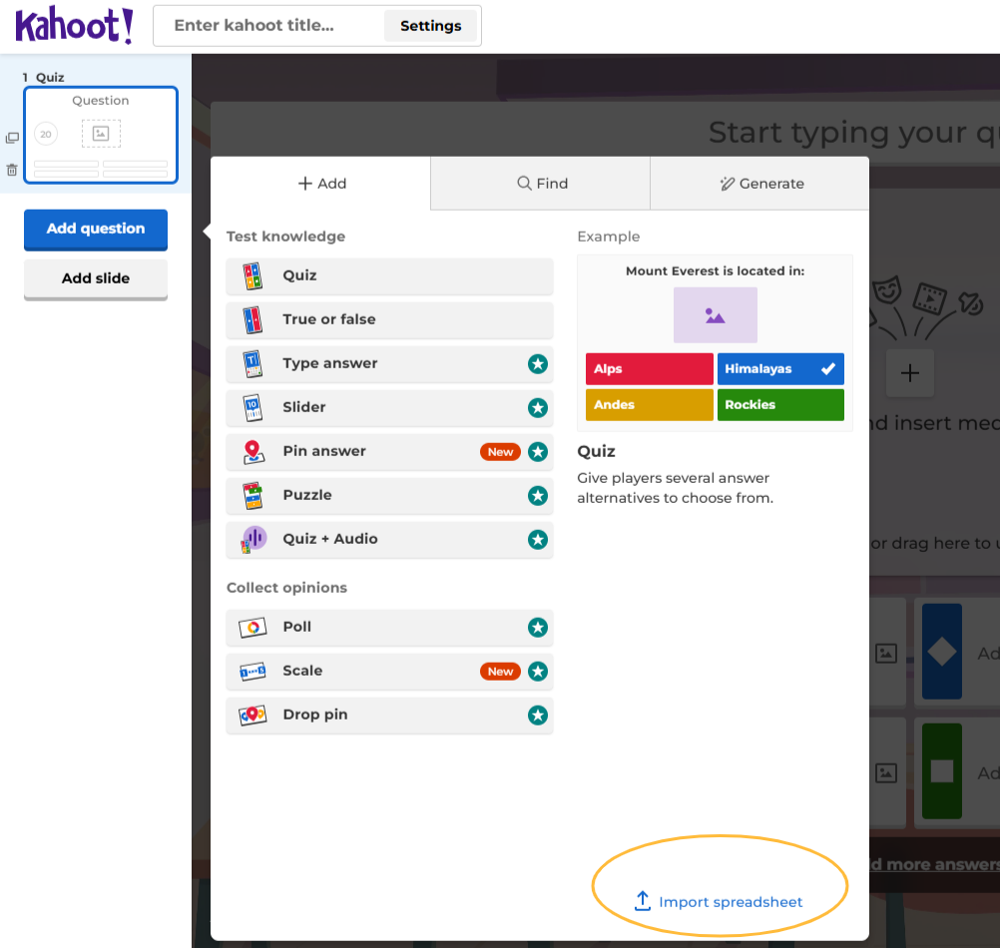 Kahoot!
Enter kahoot title...
Settings
1 Quiz
Question
20
Add question
Add slide
Start typing your qu
Add
Find
Generate
Test knowledge
Quiz
True or false
Type answer
Slider
Pin answer New
Puzzle
Quiz + Audio
Collect opinions
Poll
Scale New
Drop pin
Example
Mount Everest is located in:
Alps
Himalayas
Andes
Rockies
Quiz
Give players several answer
alternatives to choose from.
Import spreadsheet
nd insert med
or drag here to u
Ad
Ad
d more answers